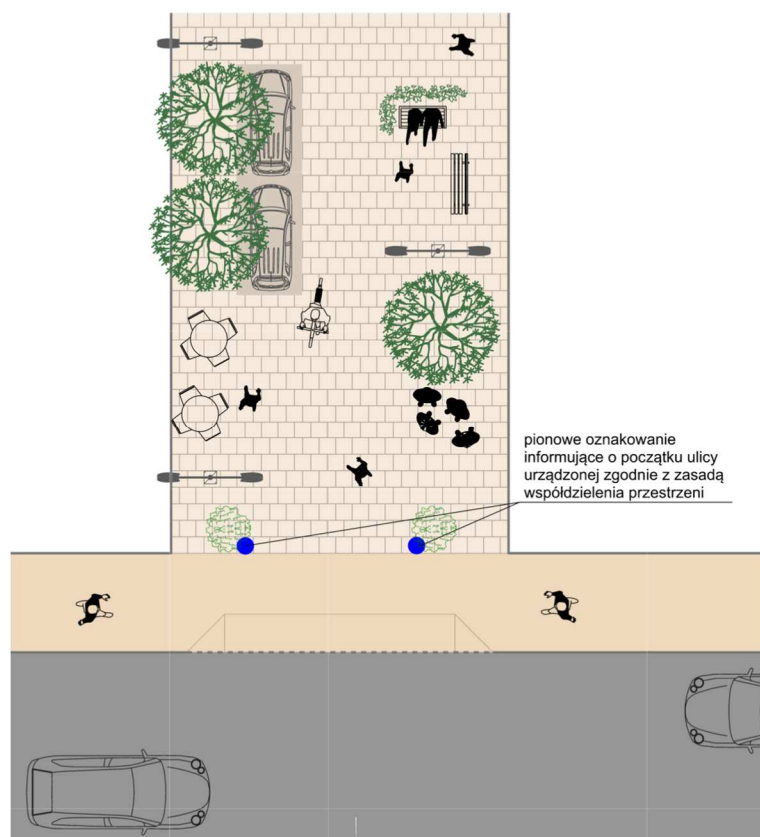 pionowe oznakowanie
informujące o początku ulicy
urządzonej zgodnie z zasadą
współdzielenia przestrzeni